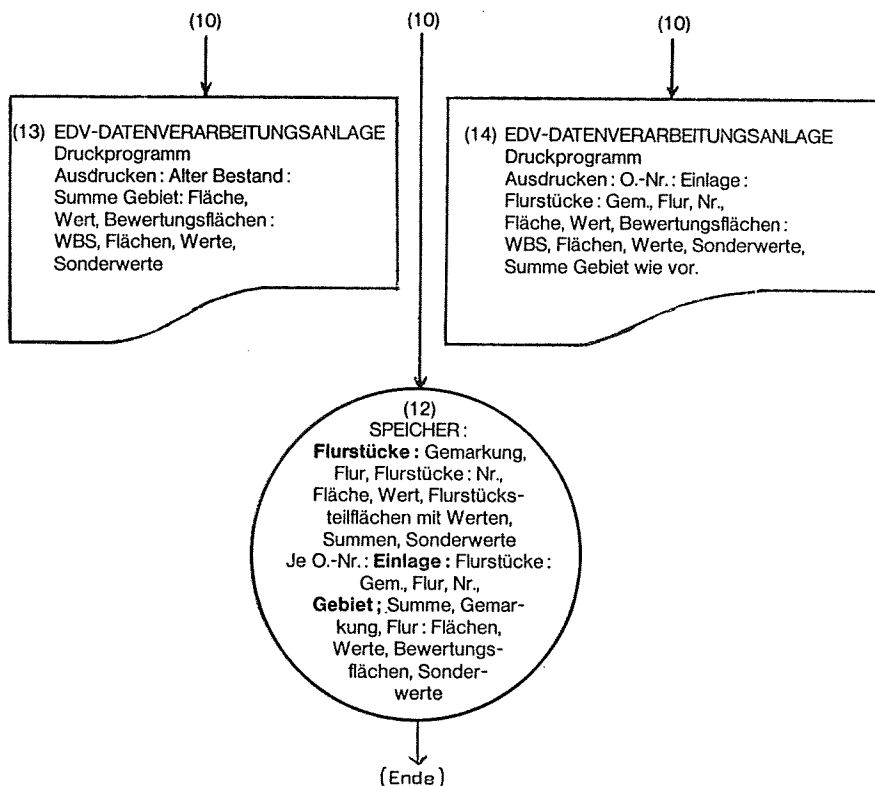 (10)
(10)
(10)
(13) EDV-DATENVERARBEITUNGSANLAGE
Druckprogramm
Ausdrucken: Alter Bestand:
Summe Gebiet: Fläche,
Wert, Bewertungsflächen:
WBS, Flächen, Werte,
Sonderwerte
(14) EDV-DATENVERARBEITUNGSANLAGE
Druckprogramm
Ausdrucken: O.-Nr.: Einlage:
Flurstücke: Gem., Flur, Nr.,
Fläche, Wert, Bewertungsflächen:
WBS, Flächen, Werte, Sonderwerte,
Summe Gebiet wie vor.
(12)
SPEICHER:
Flurstücke: Gemarkung,
Flur, Flurstücke: Nr.,
Fläche, Wert, Flurstücks-
teilflächen mit Werten,
Summen, Sonderwerte
Je O.-Nr.: Einlage: Flurstücke:
Gem., Flur, Nr.,
Gebiet; Summe, Gemar-
kung, Flur: Flächen,
Werte, Bewertungs-
flächen, Sonder-
werte
(Ende)